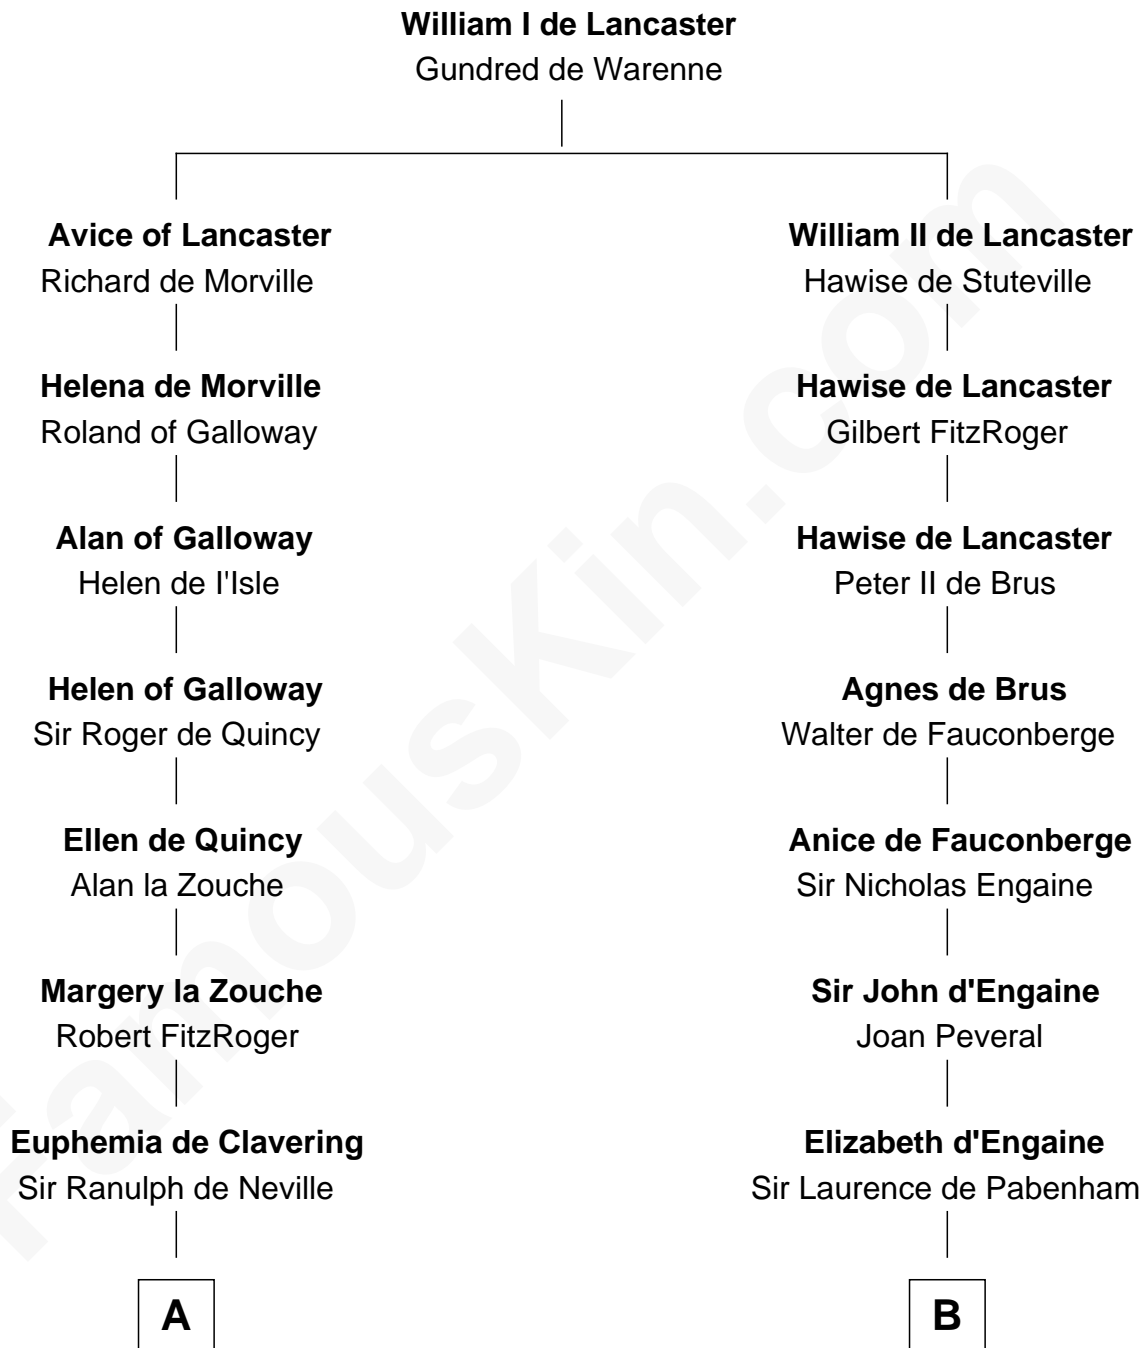 William I de Lancaster
Gundred de Warenne
Avice of Lancaster
Richard de Morville
Helena de Morville
Roland of Galloway
Alan of Galloway
Helen de I'Isle
Helen of Galloway
Sir Roger de Quincy
Ellen de Quincy
Alan la Zouche
Margery la Zouche
Robert FitzRoger
Euphemia de Clavering
Sir Ranulph de Neville
A
William II de Lancaster
Hawise de Stuteville
Hawise de Lancaster
Gilbert FitzRoger
Hawise de Lancaster
Peter II de Brus
Agnes de Brus
Walter de Fauconberge
Anice de Fauconberge
Sir Nicholas Engaine
Sir John d'Engaine
Joan Peveral
Elizabeth d'Engaine
Sir Laurence de Pabenham
B
FamousKin.com